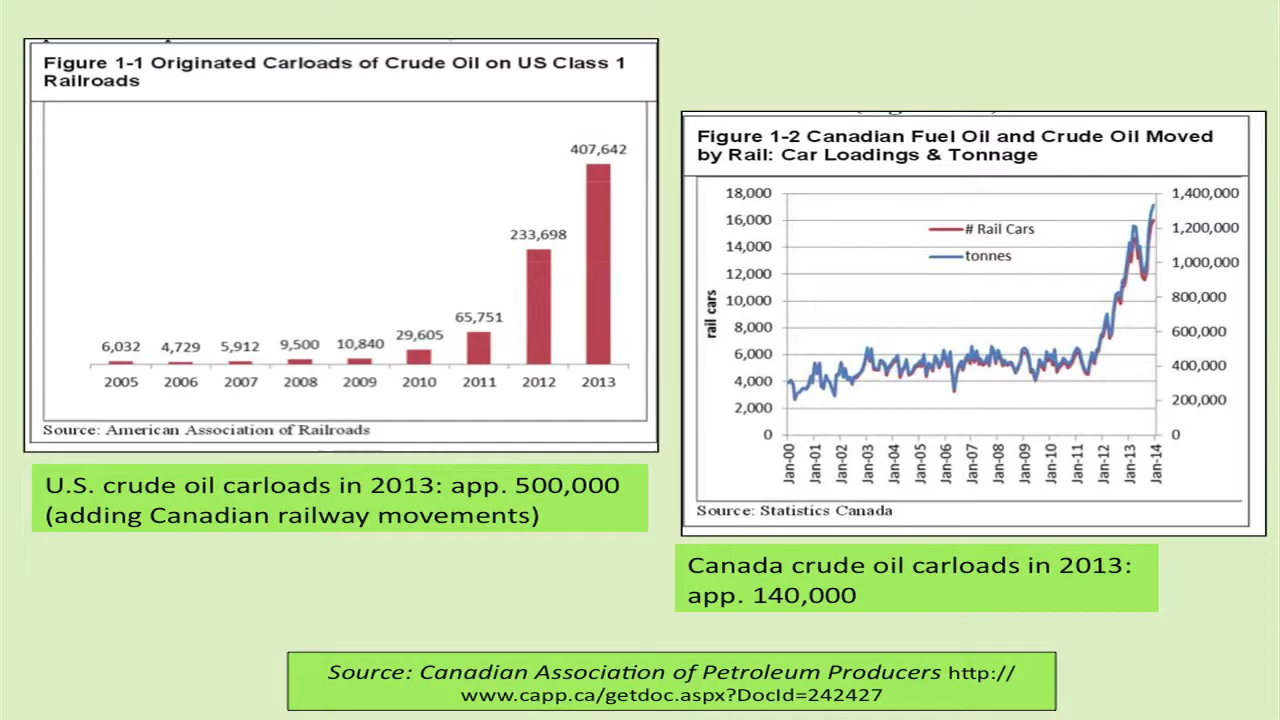 Figure 1-1 Originated Carloads of Crude Oil on US Class 1
Railroads
407,642
233,698
65,751
29,605
10,840
9,500
6,032
4,729
5,912
2005 2006 2007 2008 2009 2010 2011 2012 2013
Source: American Association of Railroads
U.S. crude oil carloads in 2013: app. 500,000
(adding Canadian railway movements)
Figure 1-2 Canadian Fuel Oil and Crude Oil Moved
by Rail: Car Loadings & Tonnage
18,000
16,000
14,000
12,000
10,000
8,000
6,000
4,000
2,000
0
rail cars
# Rail Cars
tonnes
1,400,000
1,200,000
1,000,000
800,000
600,000
400,000
200,000
0
Jan-00 Jan-01 Jan-02 Jan-03 Jan-04 Jan-05 Jan-06 Jan-07 Jan-08 Jan-09 Jan-10 Jan-11 Jan-12 Jan-13 Jan-14
Source: Statistics Canada
Canada crude oil carloads in 2013:
app. 140,000
Source: Canadian Association of Petroleum Producers http://
www.capp.ca/getdoc.aspx?DocId=242427